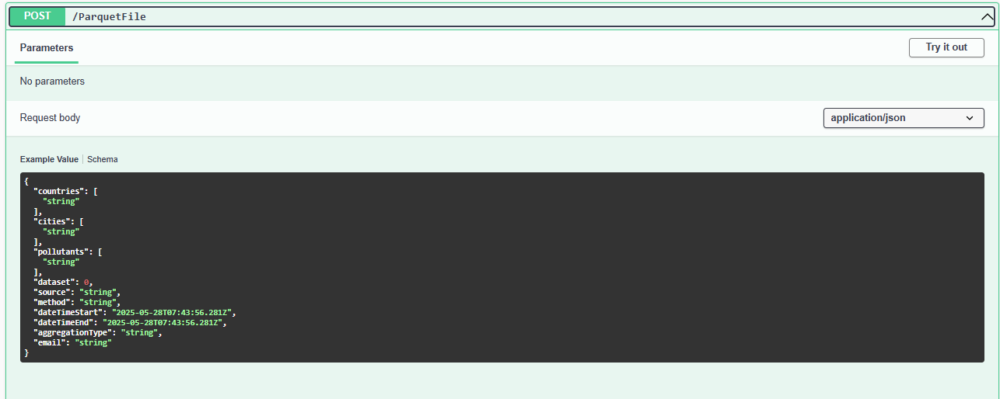 POST /ParquetFile
Parameters
Try it out
No parameters
Request body
application/json
Example Value | Schema
{
  "countries": [
    "string"
  ],
  "cities": [
    "string"
  ],
  "pollutants": [
    "string"
  ],
  "dataset": 0,
  "source": "string",
  "method": "string",
  "dateTimeStart": "2025-05-28T07:43:56.281Z",
  "dateTimeEnd": "2025-05-28T07:43:56.281Z",
  "aggregationType": "string",
  "email": "string"
}